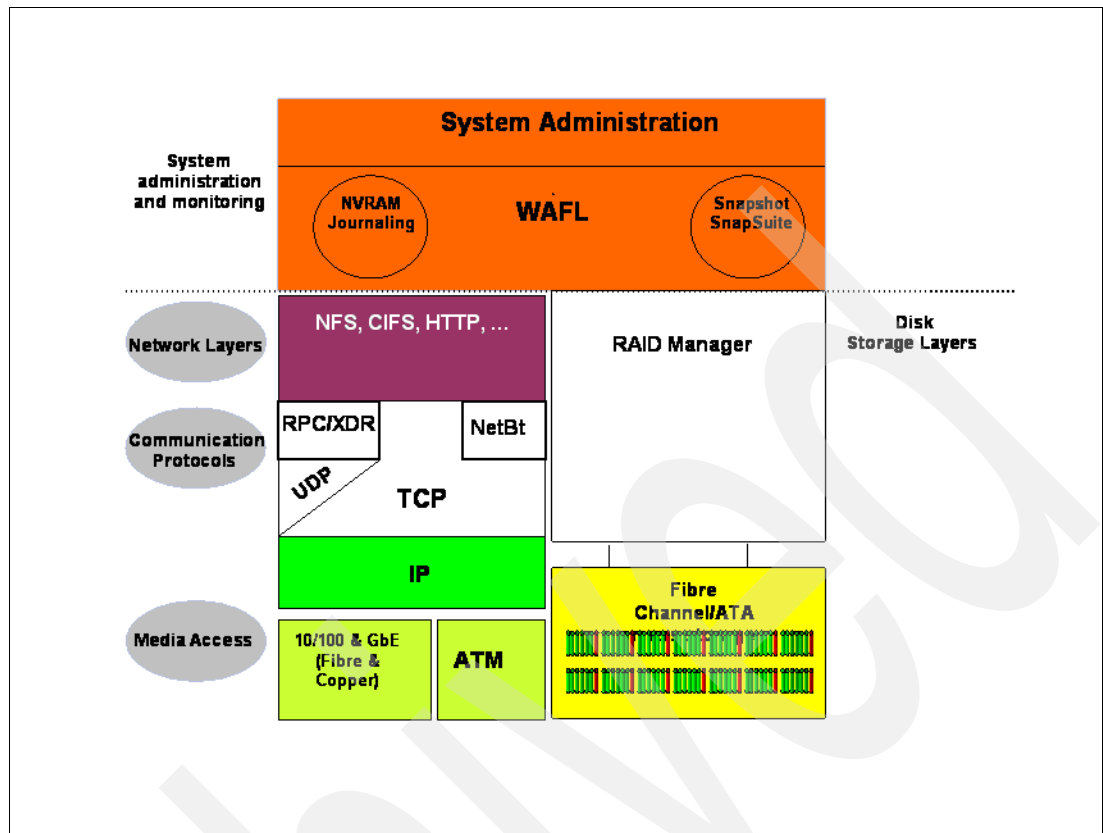 System Administration
System
administration
and monitoring
NVRAM
Journaling
WAFL
Snapshot
SnapSuite
Network Layers
NFS, CIFS, HTTP, ...
RAID Manager
Disk
Storage Layers
Communication
Protocols
RPC/XDR
NetBt
UDP
TCP
IP
Media Access
10/100 & GbE
(Fibre &
Copper)
ATM
Fibre
Channel/ATA